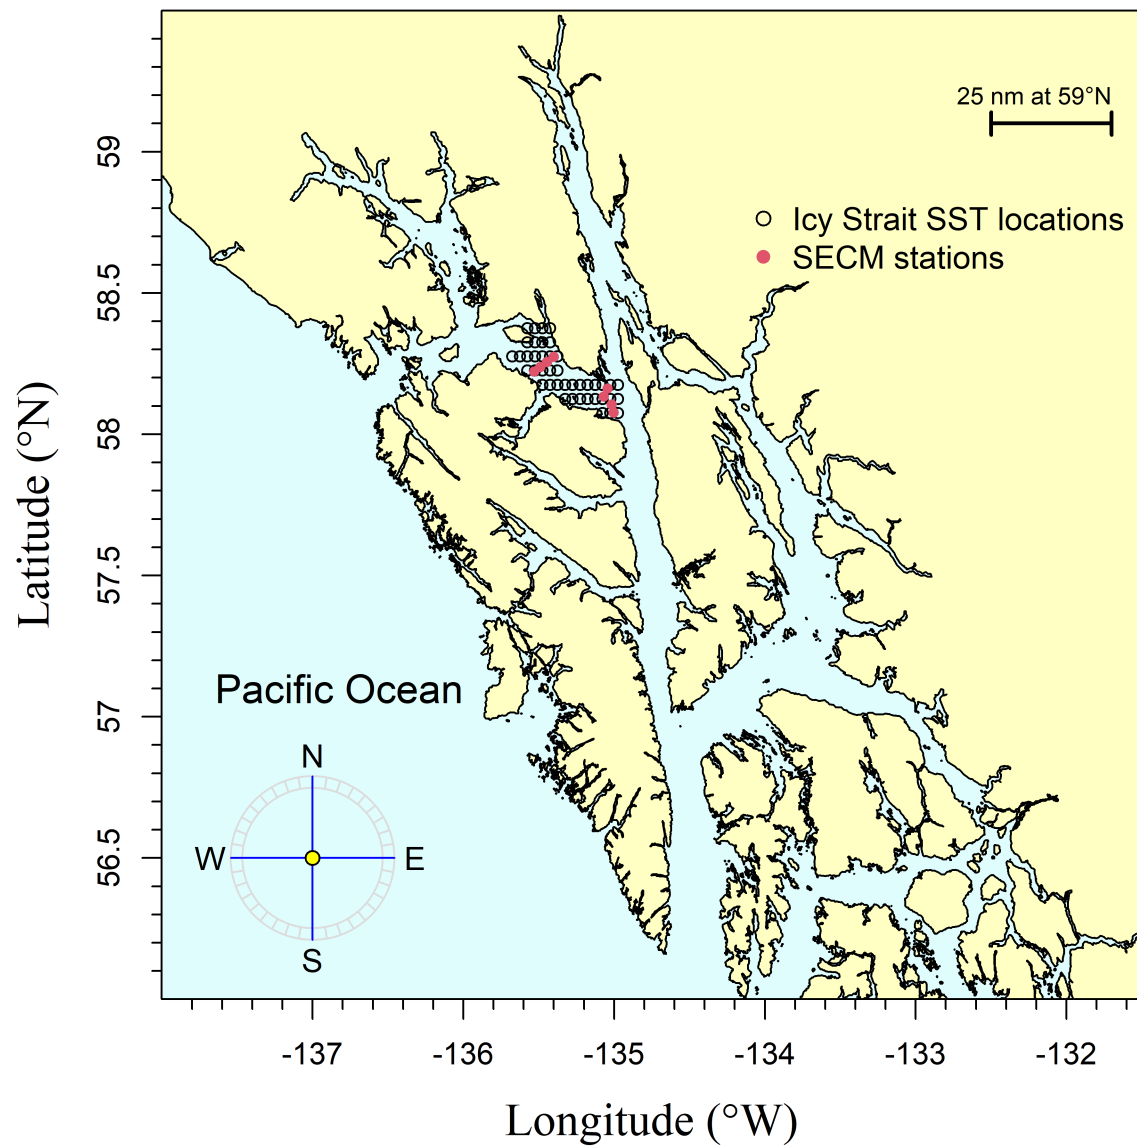 25 nm at 59°N
Icy Strait SST locations
SECM stations
Latitude (°N)
59
58.5
58
57.5
57
56.5
Pacific Ocean
N
W
E
S
-137
-136
-135
-134
-133
-132
Longitude (°W)